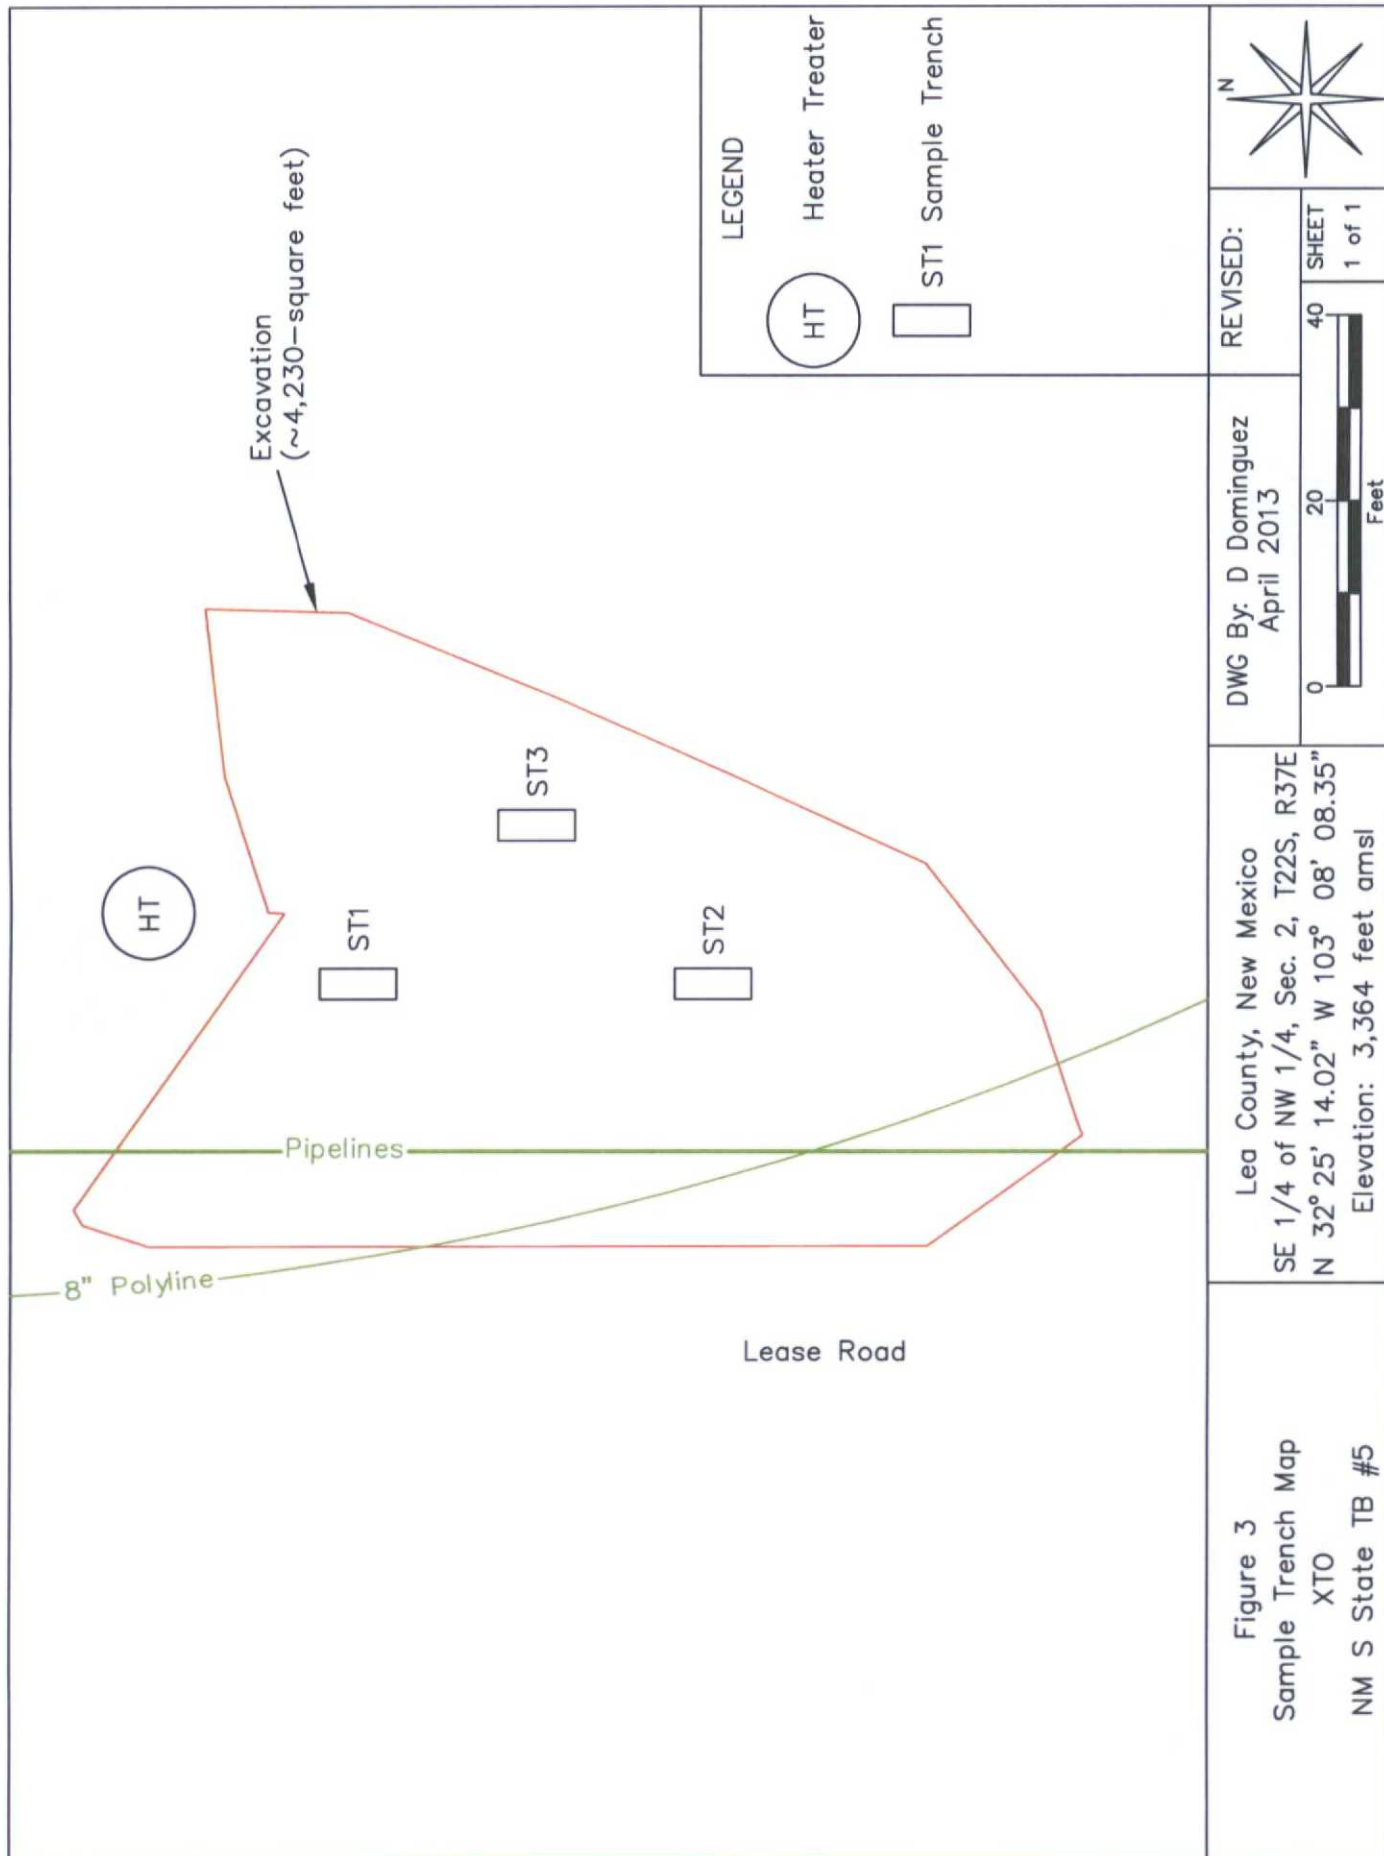 Excavation
(~4,230-square feet)
HT
ST1
ST3
ST2
Pipelines
8" Polyline
Lease Road
LEGEND
HT Heater Treater
ST1 Sample Trench
Figure 3
Sample Trench Map
XTO
NM S State TB #5
Lea County, New Mexico
SE 1/4 of NW 1/4, Sec. 2, T22S, R37E
N 32° 25' 14.02" W 103° 08' 08.35"
Elevation: 3,364 feet amsl
DWG By: D Dominguez
April 2013
REVISED:
0 20 40
Feet
SHEET
1 of 1
N